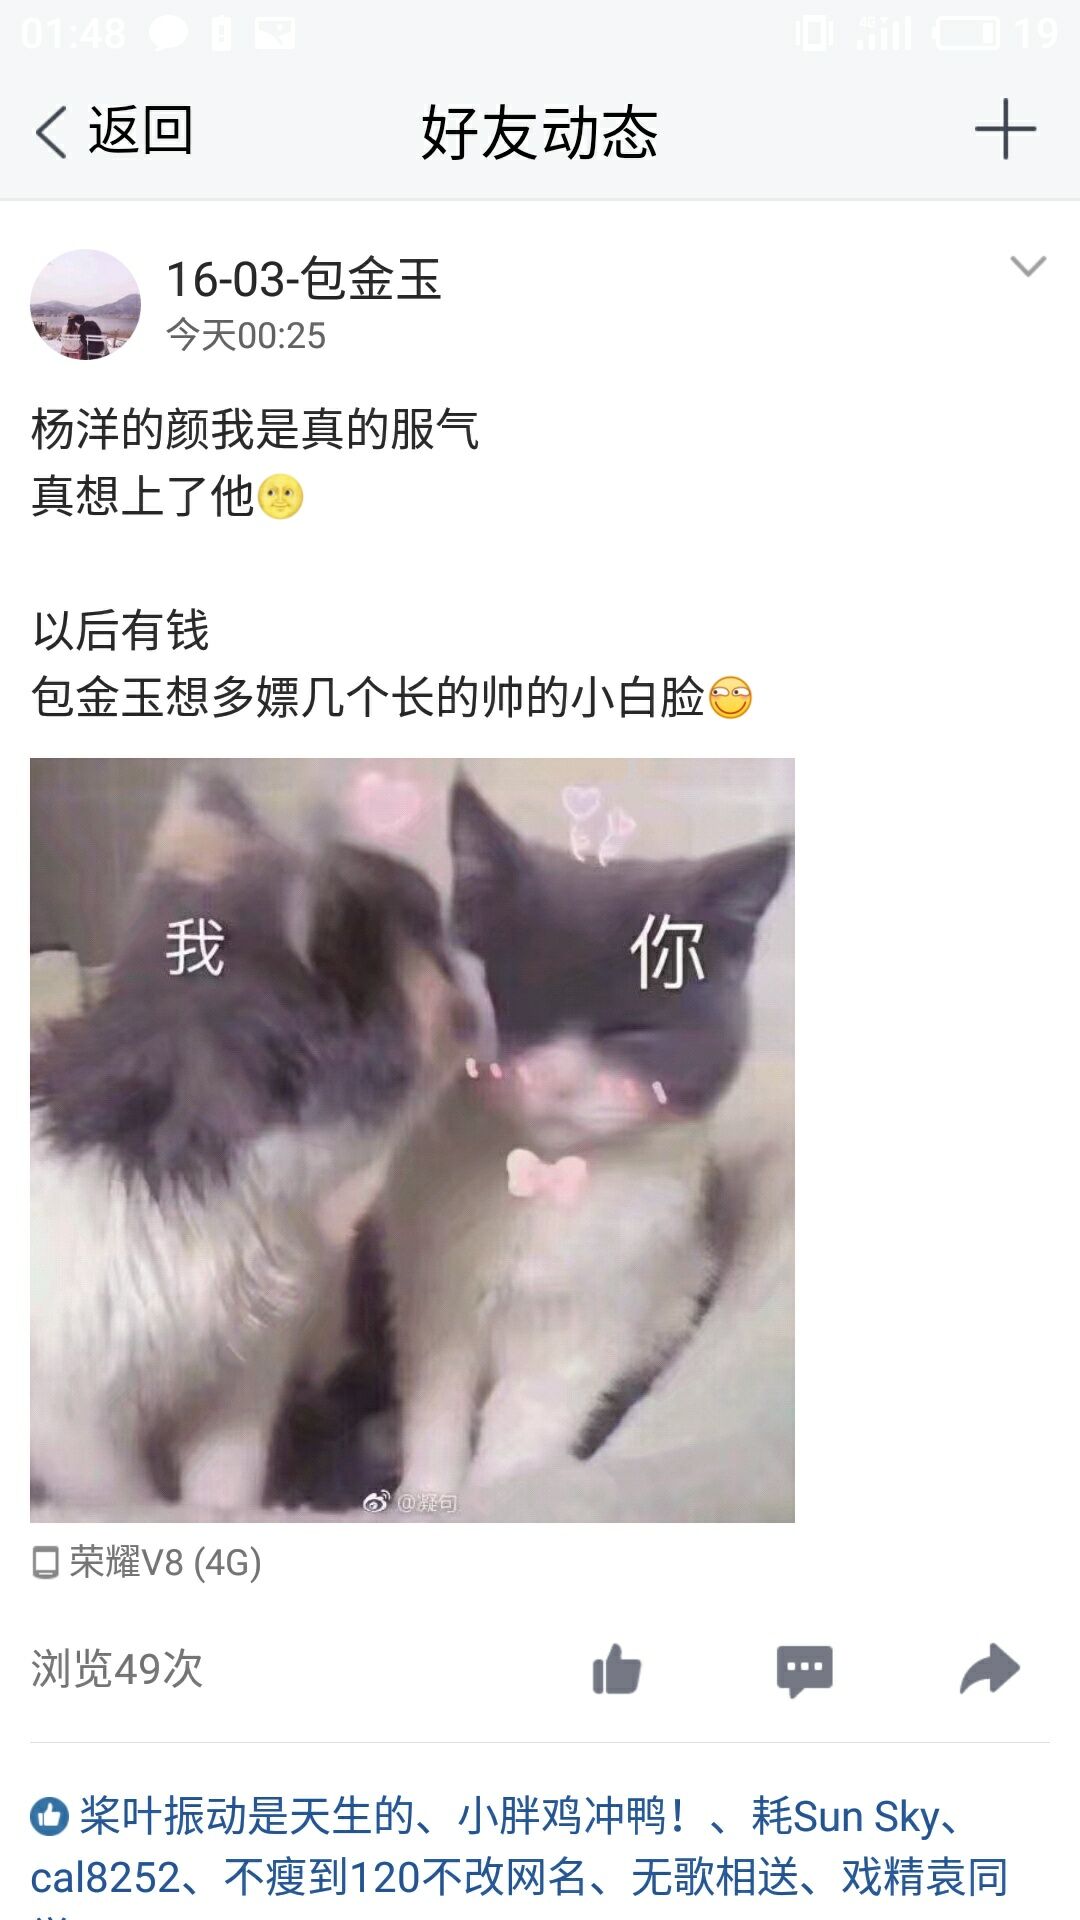 01:48
4G
19
返回
好友动态
16-03-包金玉
今天00:25
杨洋的颜我是真的服气
真想上了他🌝
以后有钱
包金玉想多嫖几个长的帅的小白脸
我
你
@凝句
荣耀V8 (4G)
浏览49次
桨叶振动是天生的、小胖鸡冲鸭！、耗Sun Sky、
cal8252、不瘦到120不改网名、无歌相送、戏精袁同